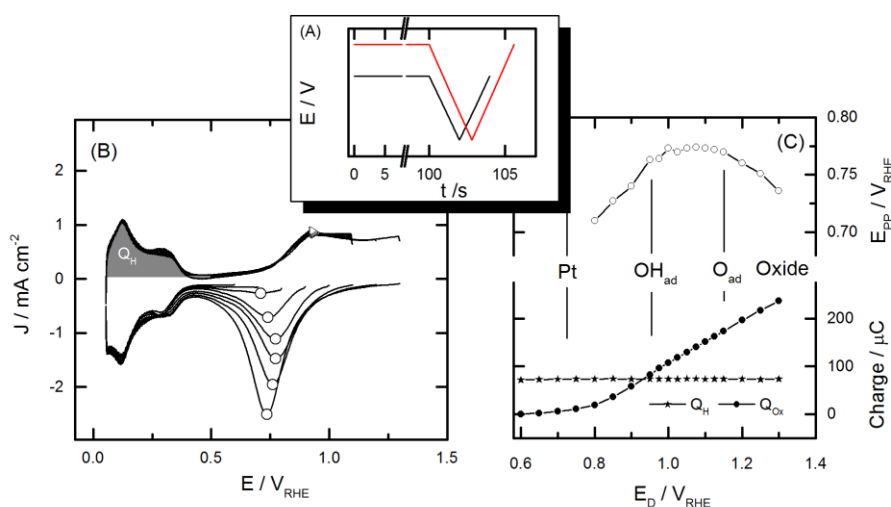 (A)
E / V
0 5 100 105
t /s
(B)
Q_H
J / mA cm⁻²
2
1
0
-1
-2
0.0 0.5 1.0 1.5
E / V_RHE
(C)
0.80
0.75
0.70
E_PP / V_RHE
Pt OH_ad O_ad Oxide
200
100
0
Charge / μC
Q_H Q_Ox
0.6 0.8 1.0 1.2 1.4
E_D / V_RHE